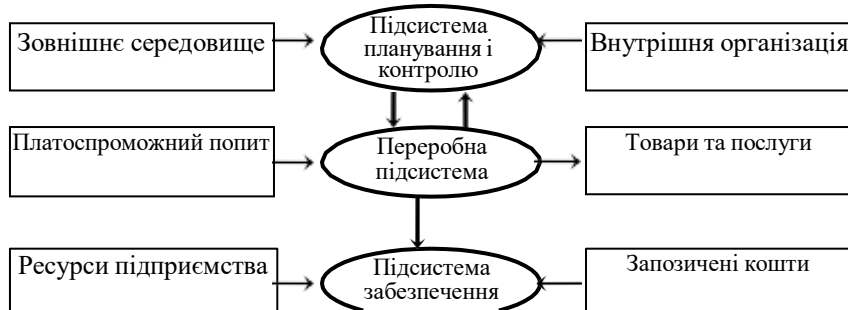 Зовнішнє середовище
Підсистема
планування і
контролю
Внутрішня організація
Платоспроможний попит
Переробна
підсистема
Товари та послуги
Ресурси підприємства
Підсистема
забезпечення
Запозичені кошти